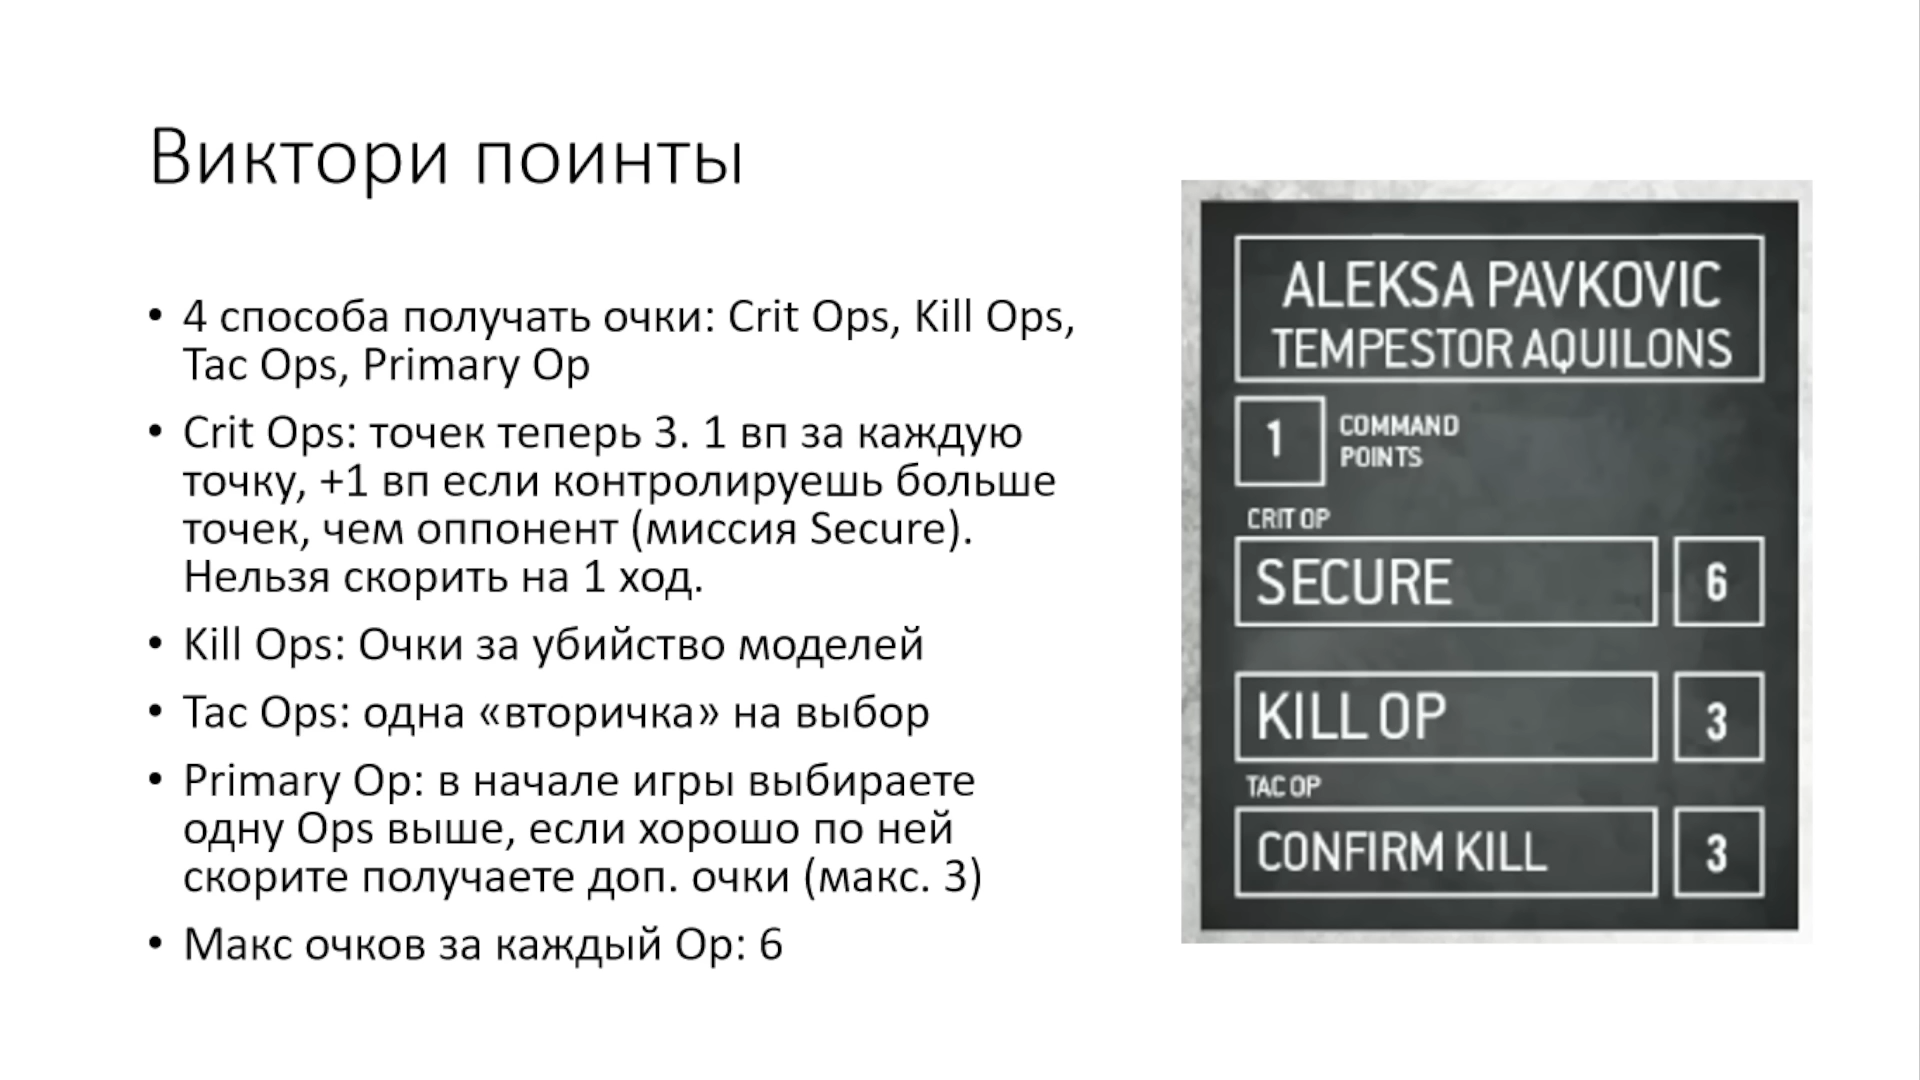 Виктори поинты
• 4 способа получать очки: Crit Ops, Kill Ops,
Tac Ops, Primary Op
• Crit Ops: точек теперь 3. 1 вп за каждую
точку, +1 вп если контролируешь больше
точек, чем оппонент (миссия Secure).
Нельзя скорить на 1 ход.
• Kill Ops: Очки за убийство моделей
• Tac Ops: одна «вторичка» на выбор
• Primary Op: в начале игры выбираете
одну Ops выше, если хорошо по ней
скорите получаете доп. очки (макс. 3)
• Макс очков за каждый Op: 6
ALEKSA PAVKOVIC
TEMPESTOR AQUILONS
1 COMMAND
POINTS
CRIT OP
SECURE 6
KILL OP 3
TAC OP
CONFIRM KILL 3